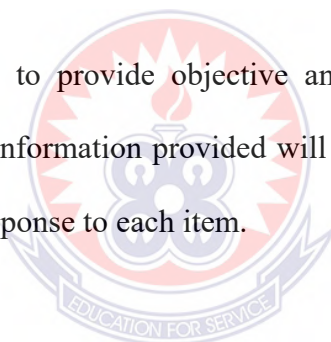 to provide objective an
nformation provided will
ponse to each item.
EDUCATION FOR SERVICE